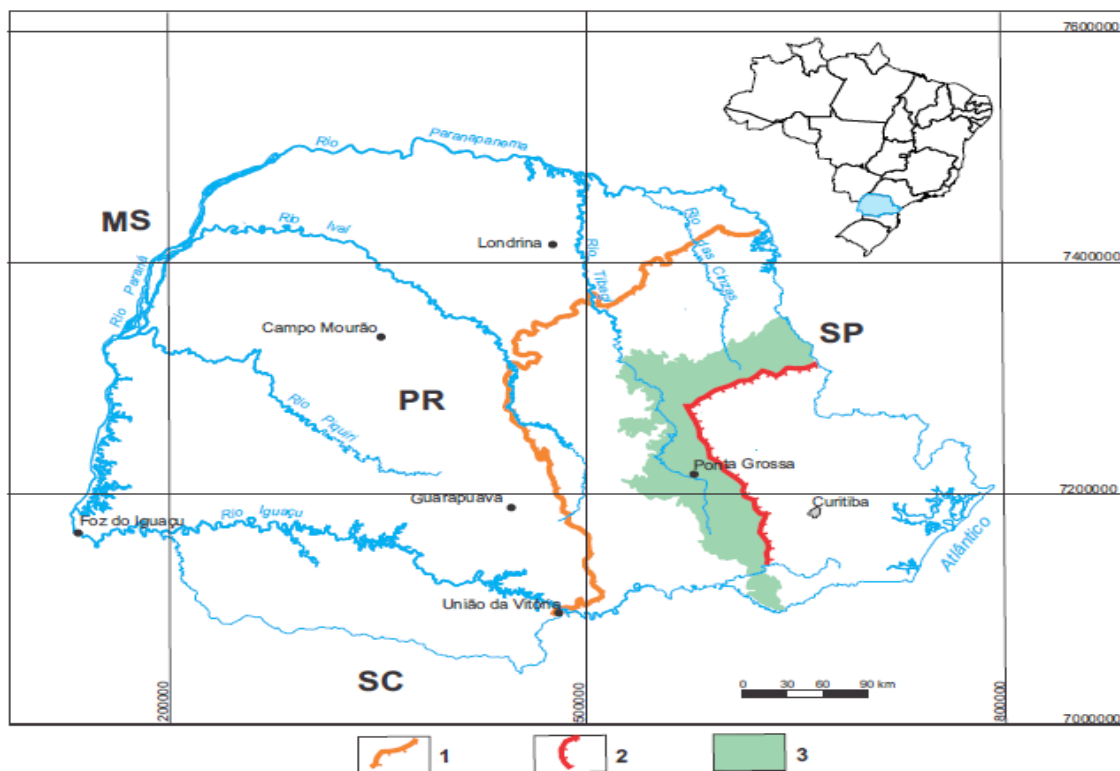 7600000
Rio Paranapanema
MS
Rio Ivaí
Londrina
Rio Tibagi
Rio das Cinzas
7400000
Rio Paraná
Campo Mourão
SP
PR
Rio Piquiri
Ponta Grossa
Guarapuava
Curitiba
7200000
Foz do Iguaçu
Rio Iguaçu
Atlântico
União da Vitória
SC
0 30 60 90 km
200000
500000
800000
7000000
1
2
3